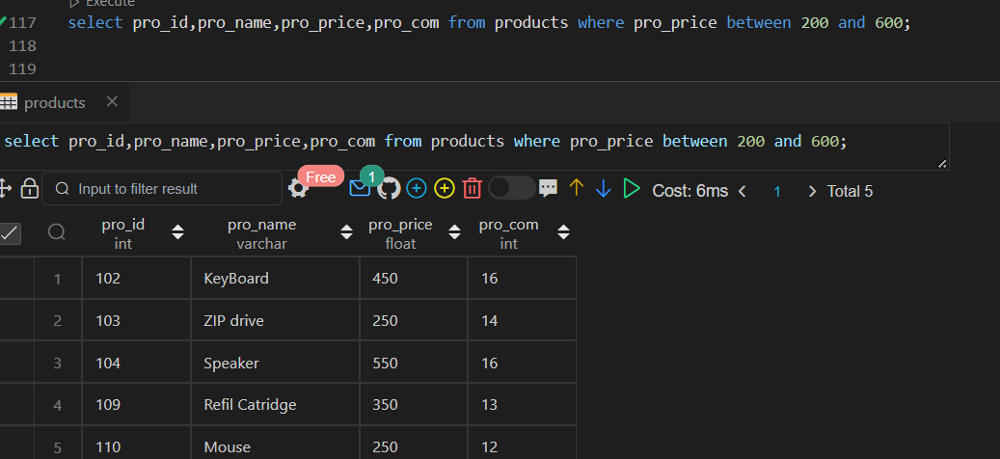 Execute
117 select pro_id,pro_name,pro_price,pro_com from products where pro_price between 200 and 600;
118
119
products
select pro_id,pro_name,pro_price,pro_com from products where pro_price between 200 and 600;
Input to filter result Free 1 Cost: 6ms 1 Total 5
pro_id pro_name pro_price pro_com
int varchar float int
1 102 KeyBoard 450 16
2 103 ZIP drive 250 14
3 104 Speaker 550 16
4 109 Refil Catridge 350 13
5 110 Mouse 250 12